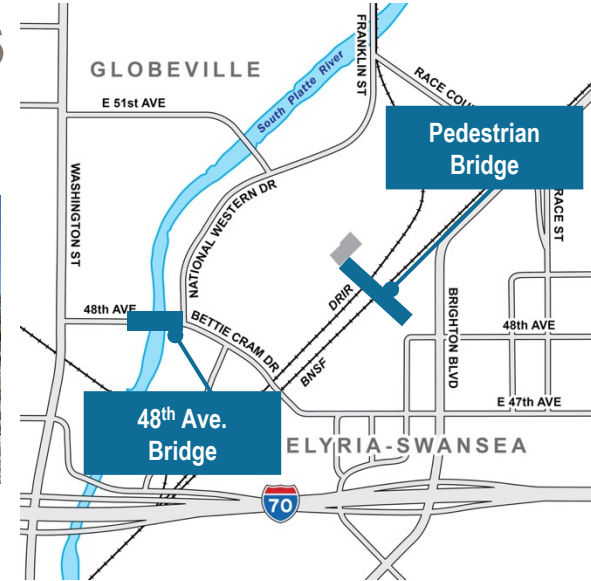 S
GLOBEVILLE
E 51st AVE
South Platte River
FRANKLIN ST
RACE COU
Pedestrian
Bridge
WASHINGTON ST
NATIONAL WESTERN DR
RACE ST
DRIR
BNSF
BRIGHTON BLVD
48th AVE
BETTIE CRAM DR
48th AVE
E 47th AVE
48th Ave.
Bridge
ELYRIA-SWANSEA
70